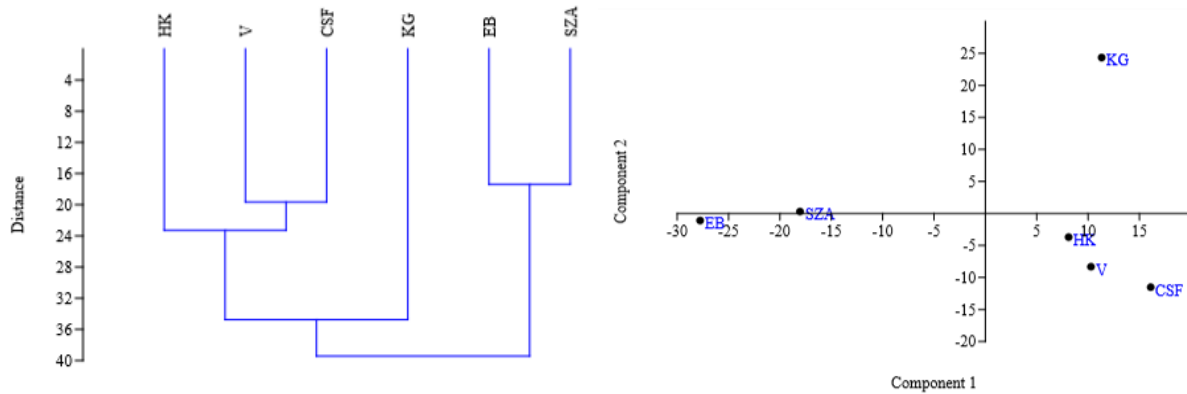 HK
V
CSF
KG
EB
SZA
4
8
12
16
20
24
28
32
36
40
Distance
25
20
15
10
5
-5
-10
-15
-20
-30 -25 -20 -15 -10 -5 5 10 15
KG
EB
SZA
HK
V
CSF
Component 2
Component 1